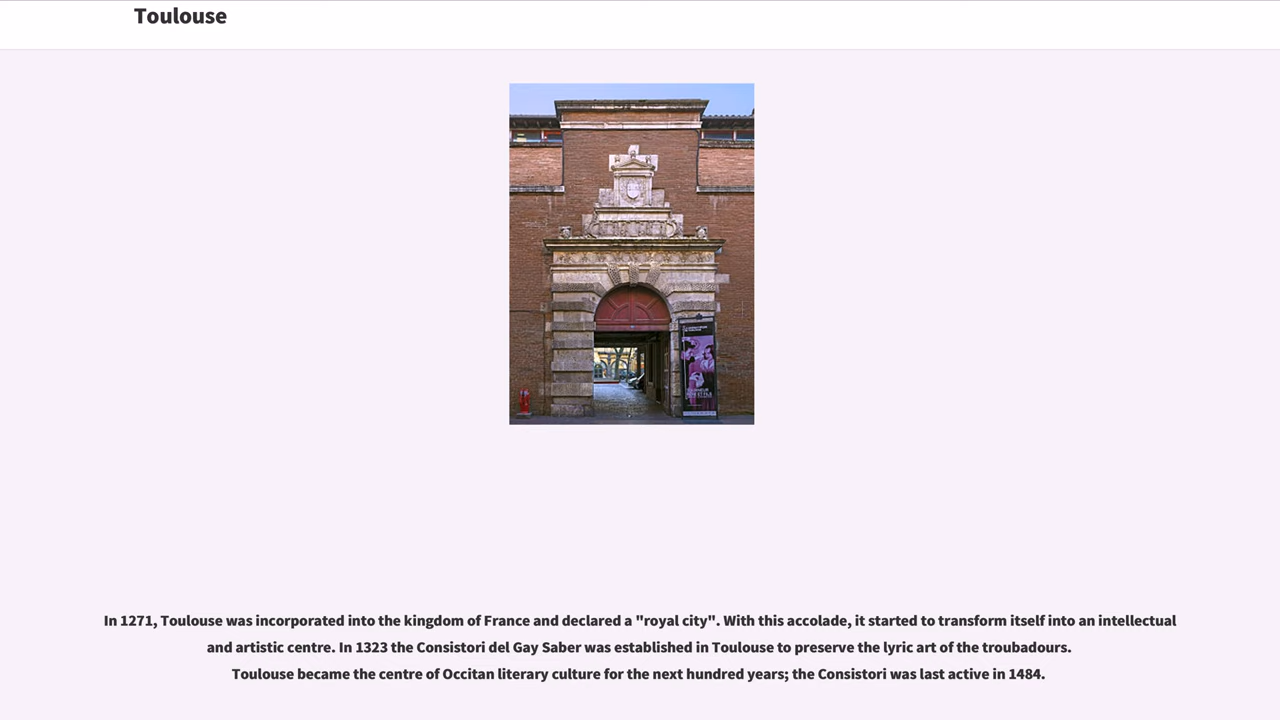 Toulouse
In 1271, Toulouse was incorporated into the kingdom of France and declared a "royal city". With this accolade, it started to transform itself into an intellectual
and artistic centre. In 1323 the Consistori del Gay Saber was established in Toulouse to preserve the lyric art of the troubadours.
Toulouse became the centre of Occitan literary culture for the next hundred years; the Consistori was last active in 1484.